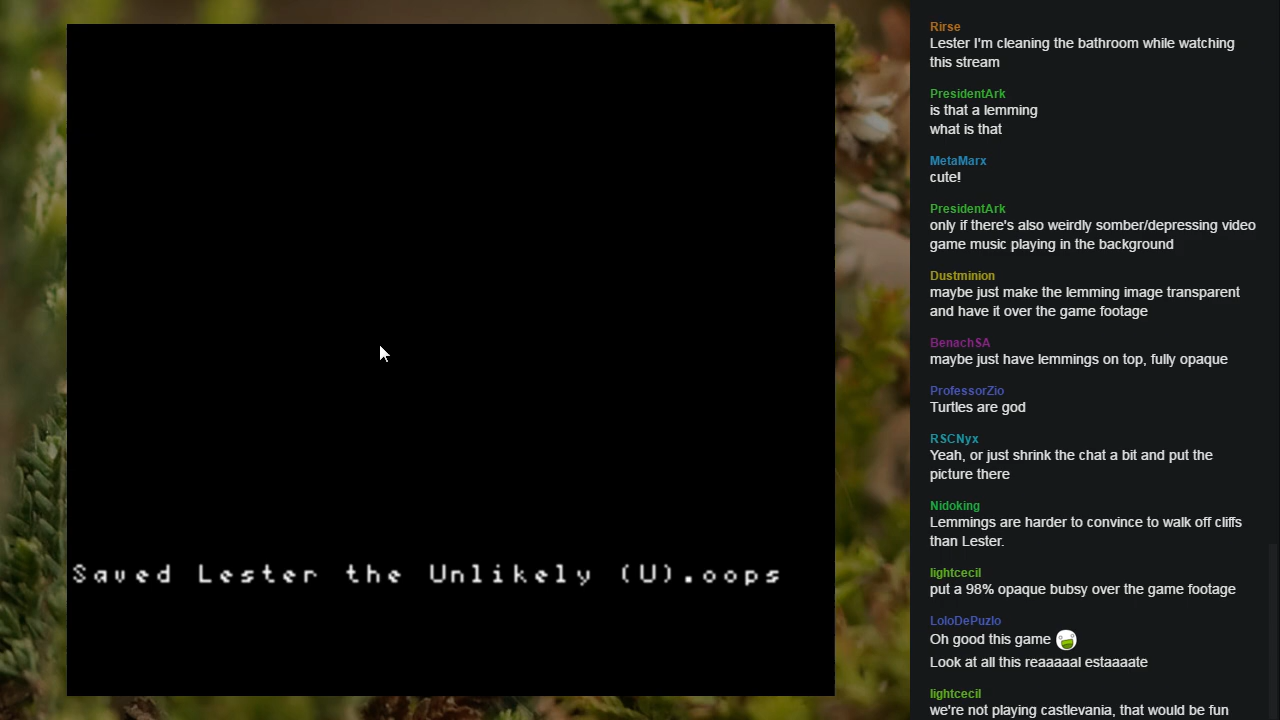 Saved Lester the Unlikely (U).oops
Rirse
Lester I'm cleaning the bathroom while watching
this stream
PresidentArk
is that a lemming
what is that
MetaMarx
cute!
PresidentArk
only if there's also weirdly somber/depressing video
game music playing in the background
Dustminion
maybe just make the lemming image transparent
and have it over the game footage
BenachSA
maybe just have lemmings on top, fully opaque
ProfessorZio
Turtles are god
RSCNyx
Yeah, or just shrink the chat a bit and put the
picture there
Nidoking
Lemmings are harder to convince to walk off cliffs
than Lester.
lightcecil
put a 98% opaque bubsy over the game footage
LoloDePuzlo
Oh good this game
Look at all this reaaaaal estaaaate
lightcecil
we're not playing castlevania, that would be fun